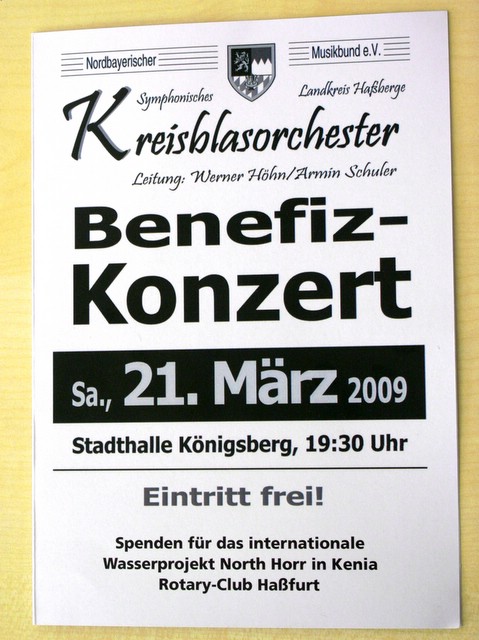 Nordbayerischer Musikbund e.V.
Symphonisches Landkreis Haßberge
Kreisblasorchester
Leitung: Werner Höhn/Armin Schuler
Benefiz-
Konzert
Sa., 21. März 2009
Stadthalle Königsberg, 19:30 Uhr
Eintritt frei!
Spenden für das internationale
Wasserprojekt North Horr in Kenia
Rotary-Club Haßfurt